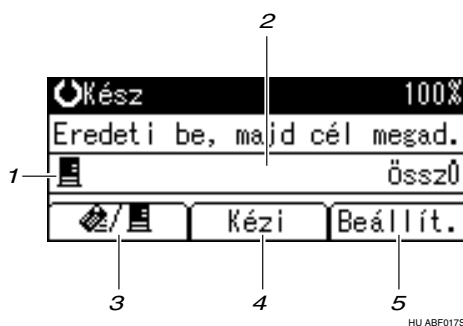 2
Kész 100%
Eredeti be, majd cél megad.
1 Össz0
Kézi Beállít.
3 4 5
HU ABF017S